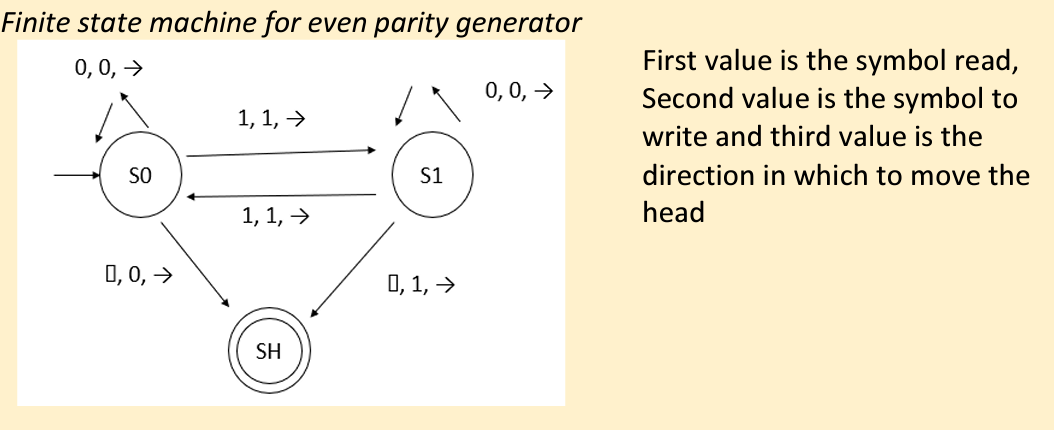 Finite state machine for even parity generator
0, 0, →
0, 0, →
1, 1, →
S0
S1
1, 1, →
▯, 0, →
▯, 1, →
SH
First value is the symbol read,
Second value is the symbol to
write and third value is the
direction in which to move the
head